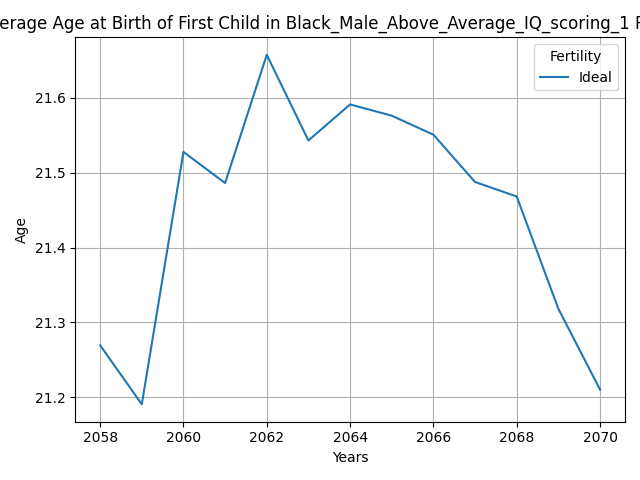 erage Age at Birth of First Child in Black_Male_Above_Average_IQ_scoring_1
Fertility
Ideal
21.6
21.5
21.4
21.3
21.2
Age
2058 2060 2062 2064 2066 2068 2070
Years